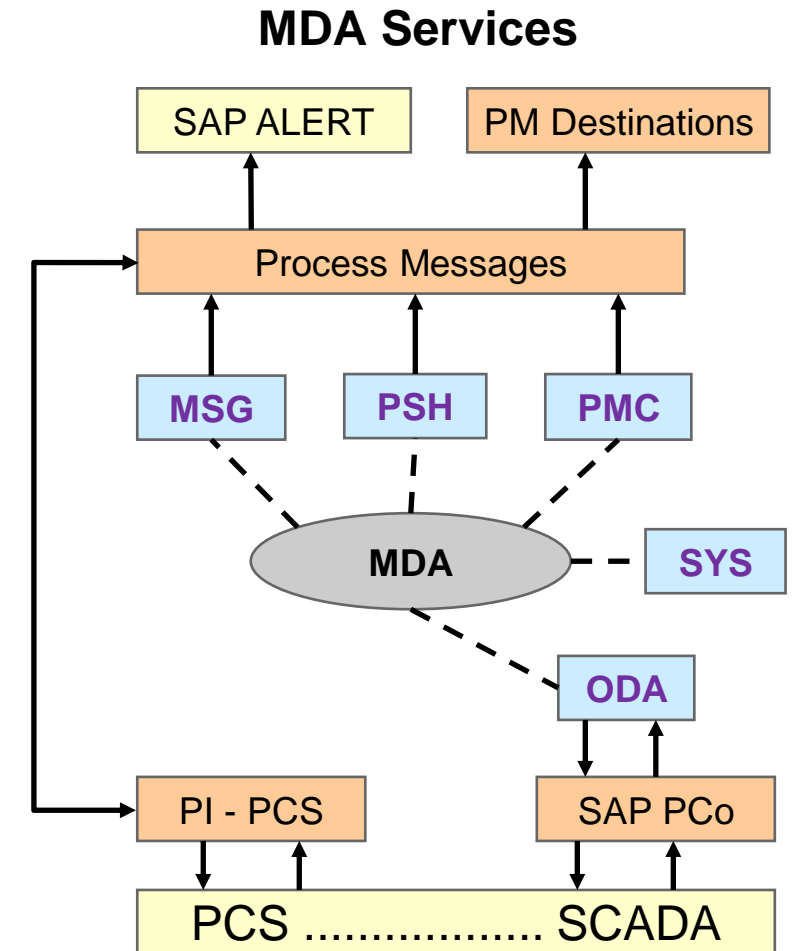 MDA Services
SAP ALERT
PM Destinations
Process Messages
MSG
PSH
PMC
MDA
SYS
ODA
PI - PCS
SAP PCo
PCS .................. SCADA